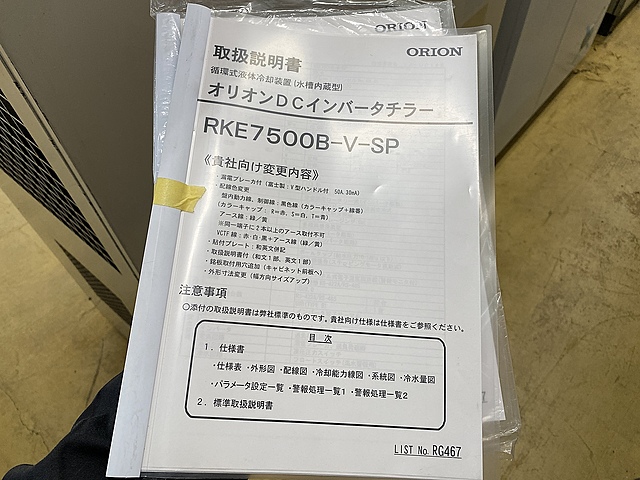 ORION
取扱説明書
ORION
循環式液体冷却装置(水槽内蔵型)
オリオンDCインバータチラー
RKE7500B-V-SP
《貴社向け変更内容》
・漏電ブレーカ付(富士製:V型ハンドル付 50A.30mA)
・配線色変更
盤内動力線、制御線:黒色線(カラーキャップ+線番)
(カラーキャップ: R=赤、S=白、T=青)
アース線:緑/黄
※同一端子に2本以上のアース取付不可
VCTF線:赤・白・黒+アース線(緑/黄)
・貼付プレート:和英文併記
・取扱説明書付(和文1部、英文1部)
・銘板取付用穴追加(キャビネット前板へ)
・外形寸法変更(幅方向サイズアップ)
注意事項
○添付の取扱説明書は弊社標準のものです。貴社向け仕様は仕様書をご参照ください。
目 次
1.仕様書
・仕様表 ・外形図 ・配線図 ・冷却能力線図 ・系統図 ・冷水量図
・パラメータ設定一覧 ・警報処理一覧1 ・警報処理一覧2
2.標準取扱説明書
LIST No. RG467